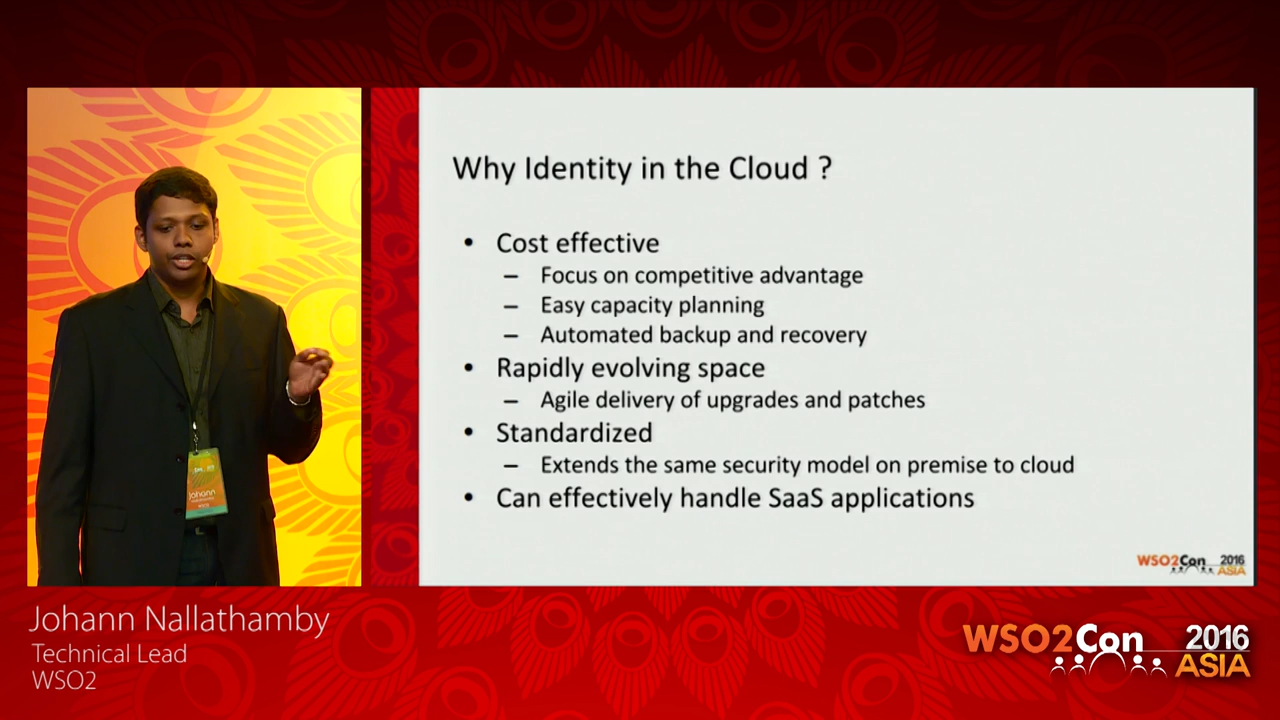 Why Identity in the Cloud ?
• Cost effective
– Focus on competitive advantage
– Easy capacity planning
– Automated backup and recovery
• Rapidly evolving space
– Agile delivery of upgrades and patches
• Standardized
– Extends the same security model on premise to cloud
• Can effectively handle SaaS applications
WSO2Con 2016
ASIA
Johann
Johann Nallathamby
Technical Lead
WSO2
WSO2Con 2016
ASIA